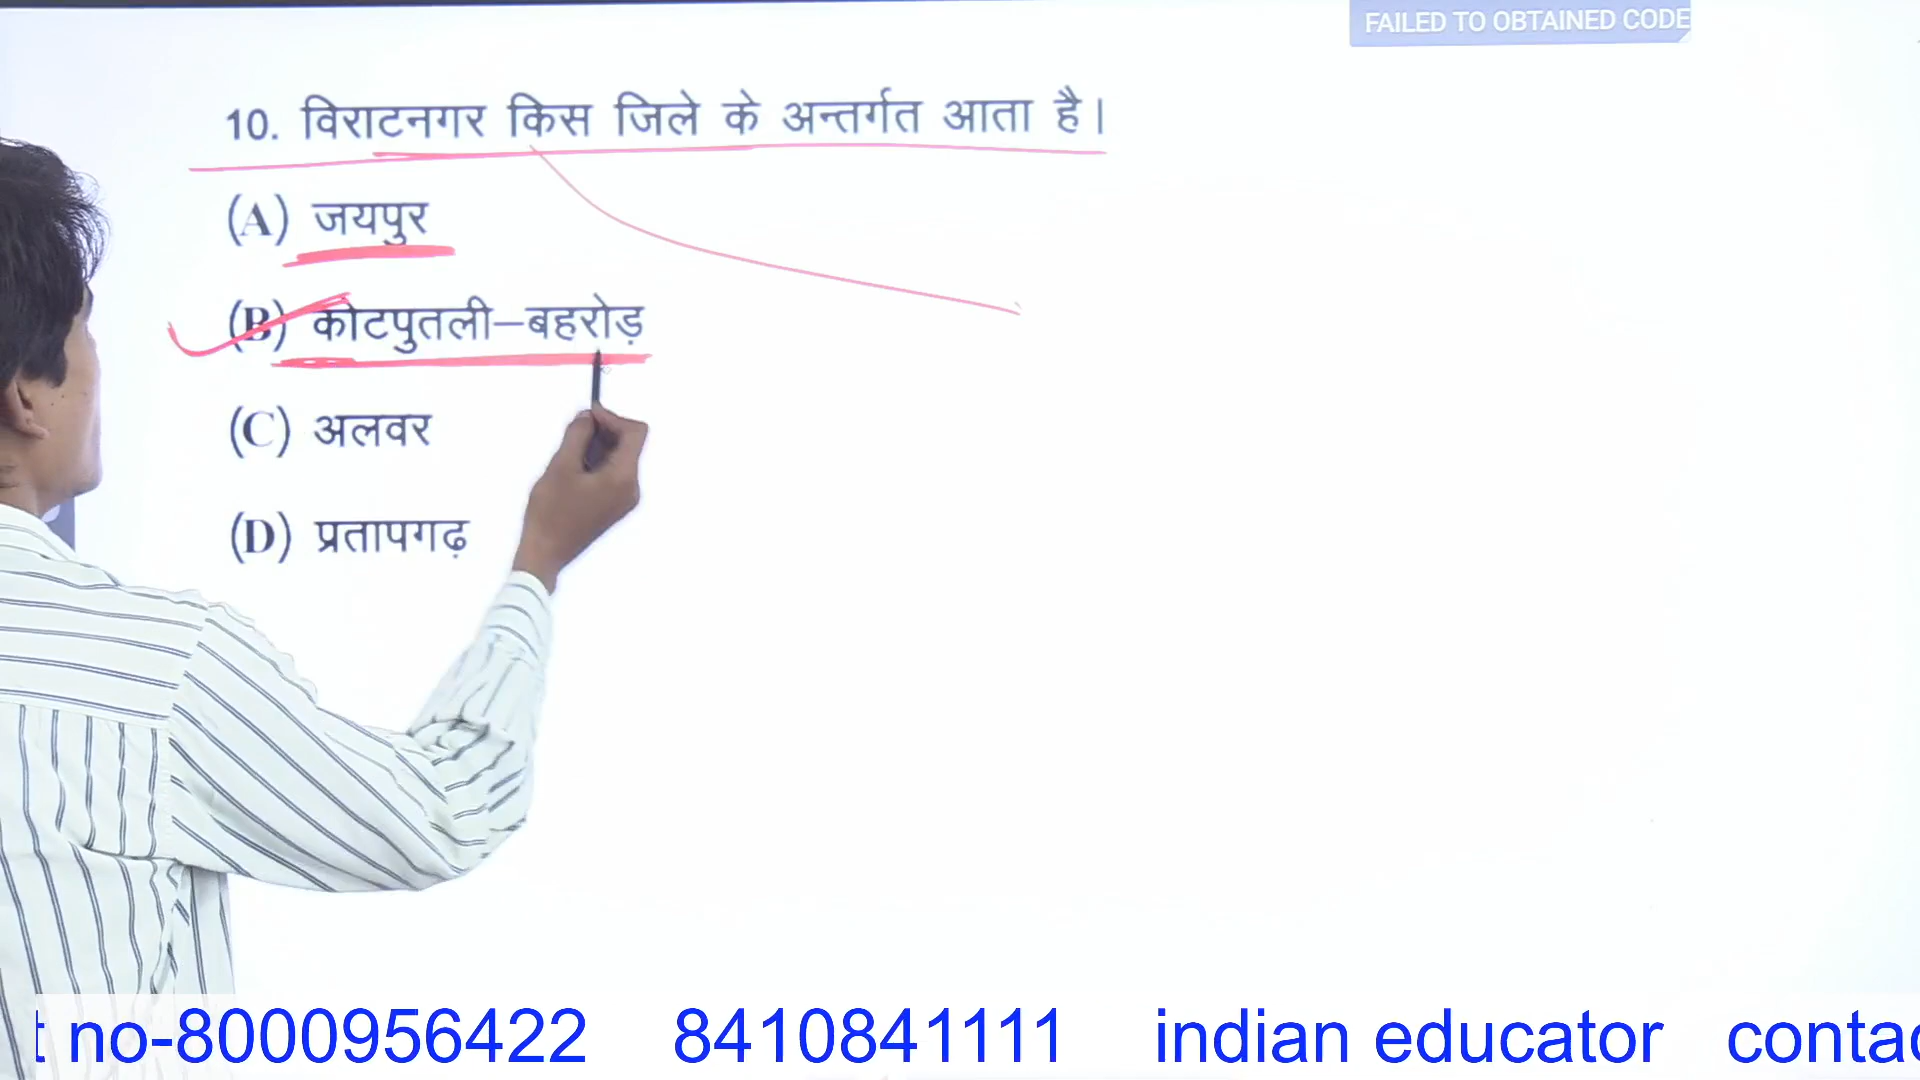 FAILED TO OBTAINED CODE
10. विराटनगर किस जिले के अन्तर्गत आता है।
(A) जयपुर
(B) कोटपुतली–बहरोड़
(C) अलवर
(D) प्रतापगढ़
t no-8000956422 8410841111 indian educator contac